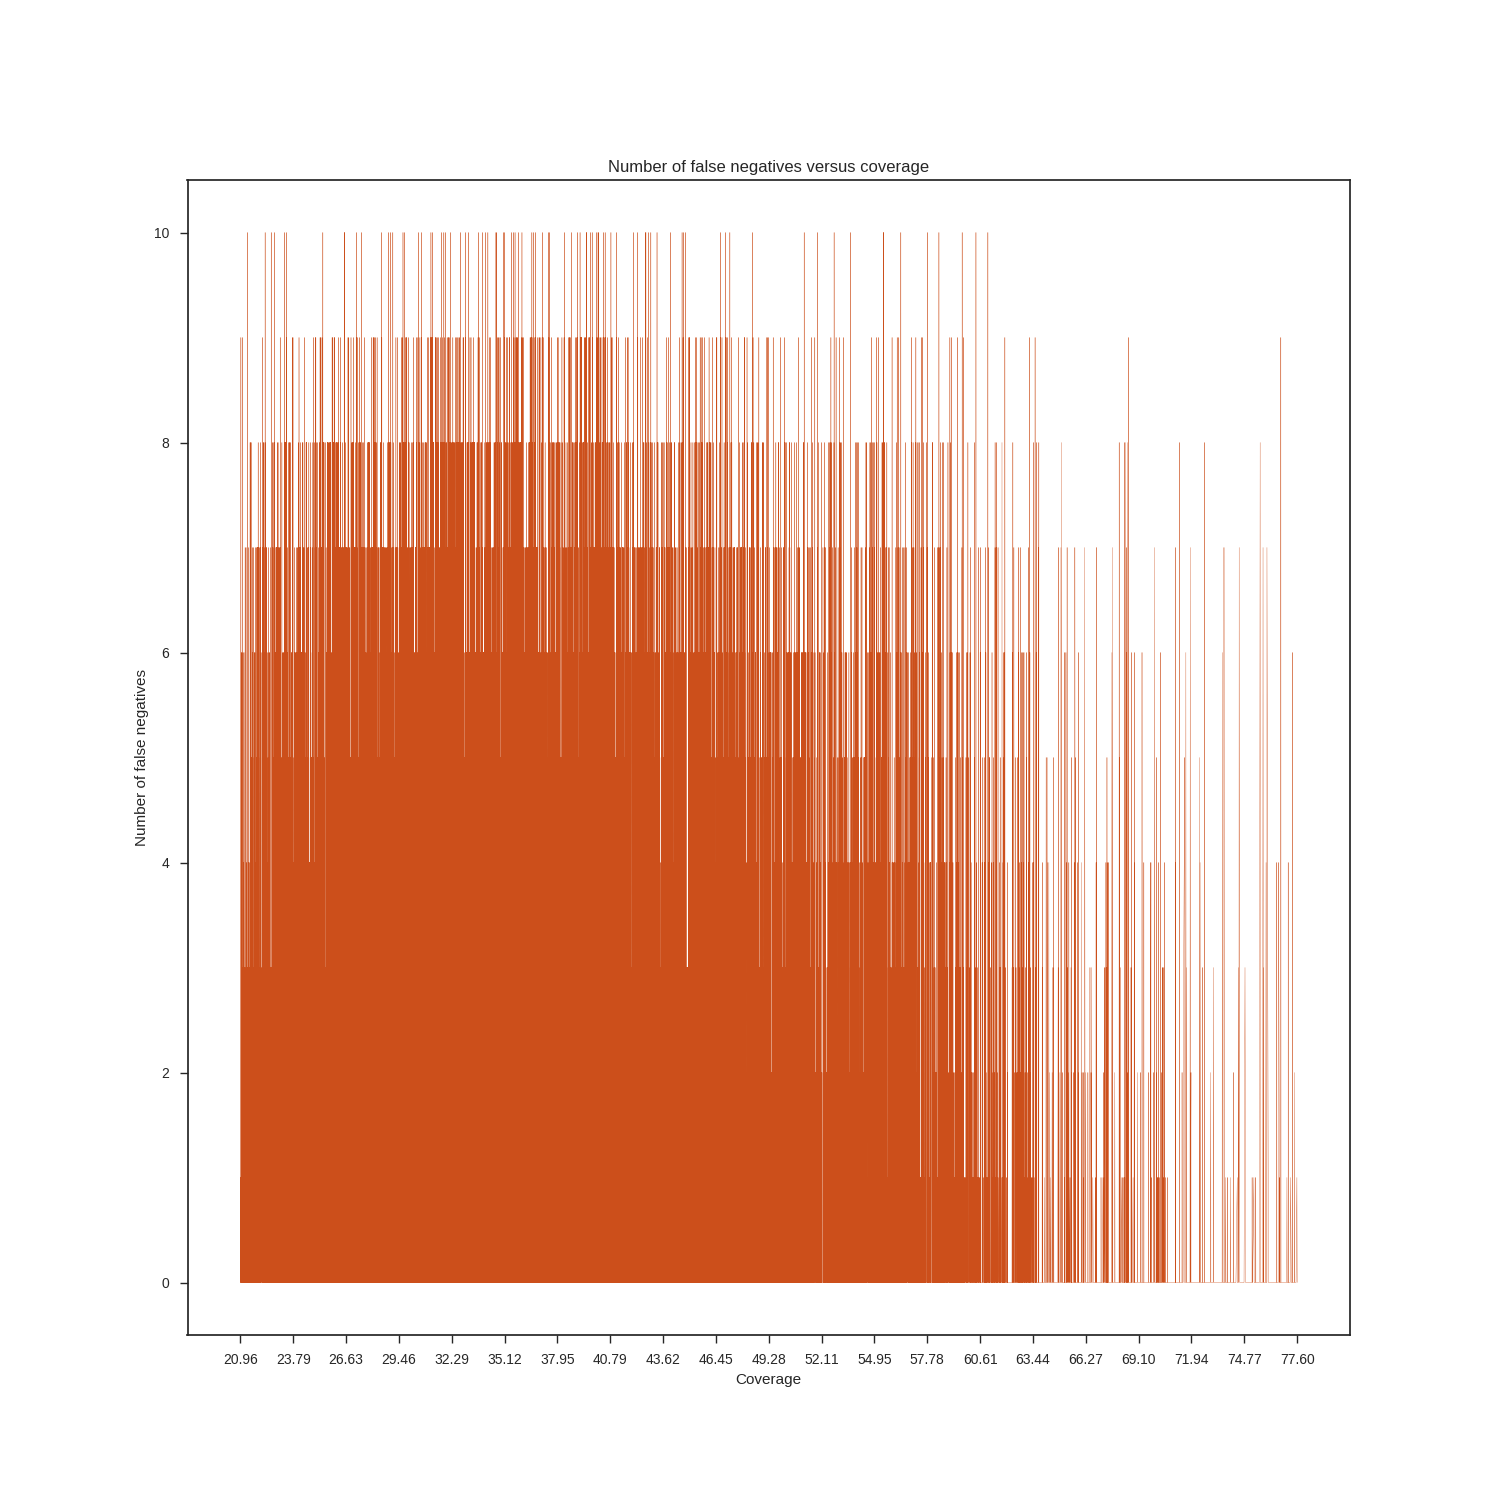 Number of false negatives versus coverage
10
8
6
4
2
0
Number of false negatives
20.96 23.79 26.63 29.46 32.29 35.12 37.95 40.79 43.62 46.45 49.28 52.11 54.95 57.78 60.61 63.44 66.27 69.10 71.94 74.77 77.60
Coverage